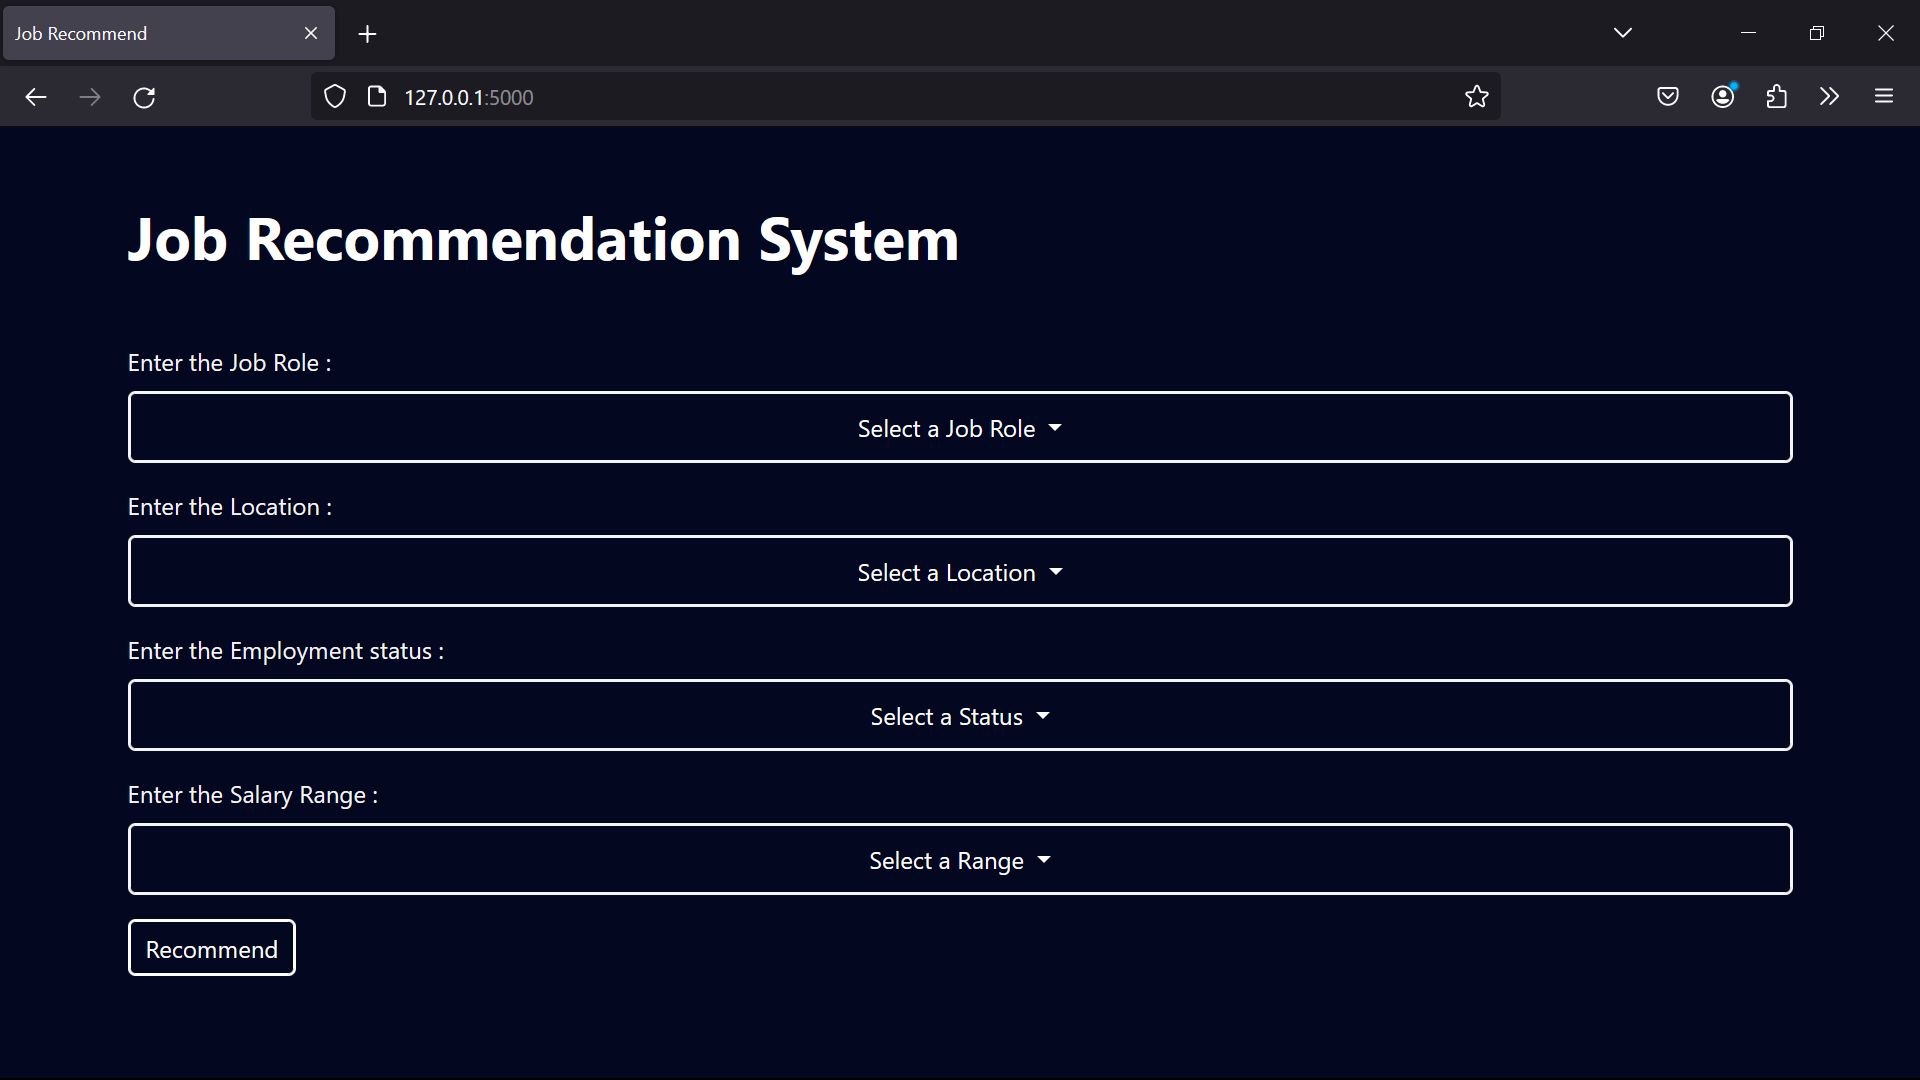 Job Recommend
127.0.0.1:5000
Job Recommendation System
Enter the Job Role :
Select a Job Role
Enter the Location :
Select a Location
Enter the Employment status :
Select a Status
Enter the Salary Range :
Select a Range
Recommend